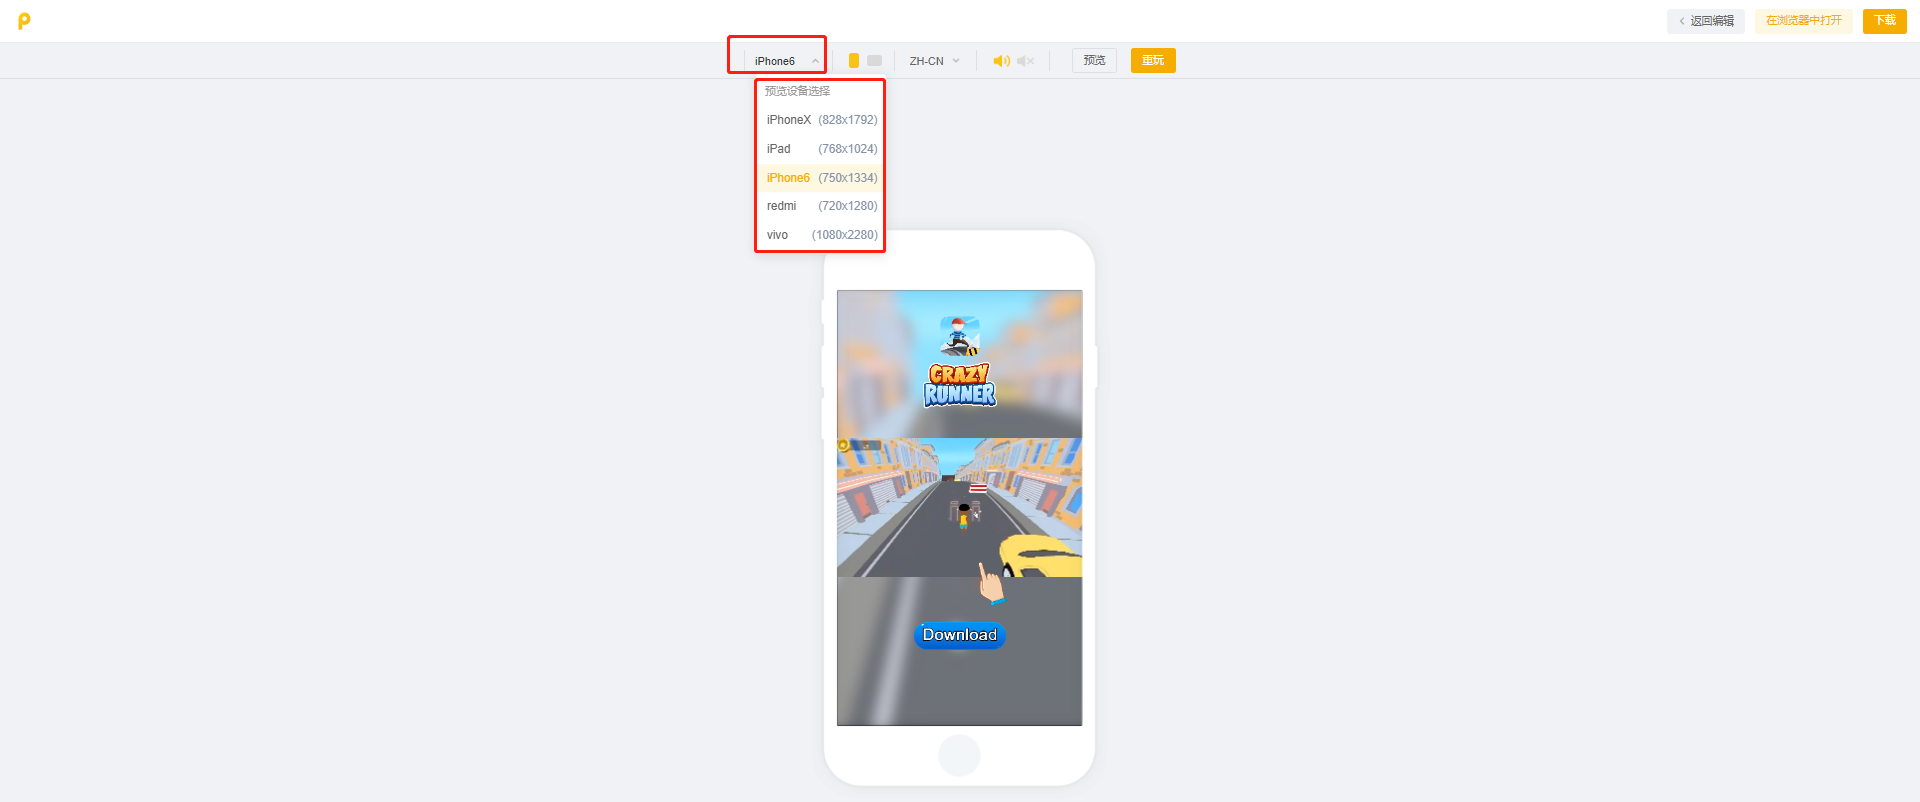 返回编辑
在浏览器中打开
下载
iPhone6
ZH-CN
预览
重玩
预览设备选择
iPhoneX (828x1792)
iPad (768x1024)
iPhone6 (750x1334)
redmi (720x1280)
vivo (1080x2280)
CRAZY
RUNNER
Download